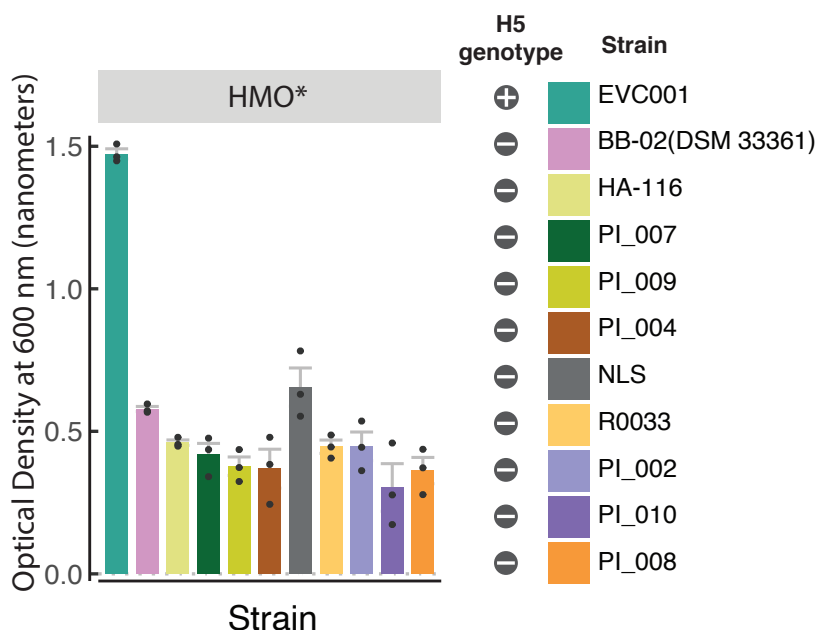 H5
genotype
Strain
HMO*
Optical Density at 600 nm (nanometers)
1.5
1.0
0.5
0.0
Strain
EVC001
BB-02(DSM 33361)
HA-116
PI_007
PI_009
PI_004
NLS
R0033
PI_002
PI_010
PI_008